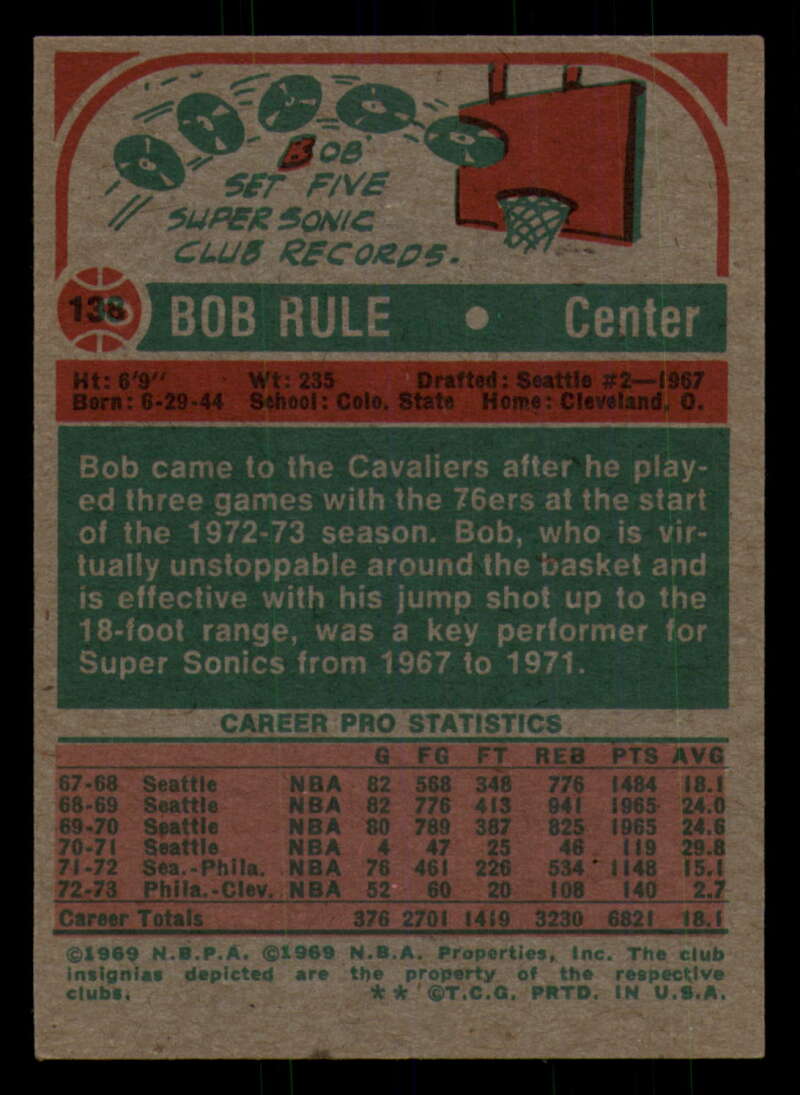 BOB
SET FIVE
SUPER SONIC
CLUB RECORDS.
138 BOB RULE • Center
Ht: 6'9" Wt: 235 Drafted: Seattle #2—1967
Born: 6-29-44 School: Colo. State Home: Cleveland, O.
Bob came to the Cavaliers after he play-
ed three games with the 76ers at the start
of the 1972-73 season. Bob, who is vir-
tually unstoppable around the basket and
is effective with his jump shot up to the
18-foot range, was a key performer for
Super Sonics from 1967 to 1971.
CAREER PRO STATISTICS
G FG FT REB PTS AVG
67-68 Seattle NBA 82 568 348 776 1484 18.1
68-69 Seattle NBA 82 776 413 941 1965 24.0
69-70 Seattle NBA 80 789 387 825 1965 24.6
70-71 Seattle NBA 4 47 25 46 119 29.8
71-72 Sea.-Phila. NBA 76 461 226 534 1148 15.1
72-73 Phila.-Clev. NBA 52 60 20 108 140 2.7
Career Totals 376 2701 1419 3230 6821 18.1
©1969 N.B.P.A. ©1969 N.B.A. Properties, Inc. The club
insignias depicted are the property of the respective
clubs. ** ©T.C.G. PRTD. IN U.S.A.